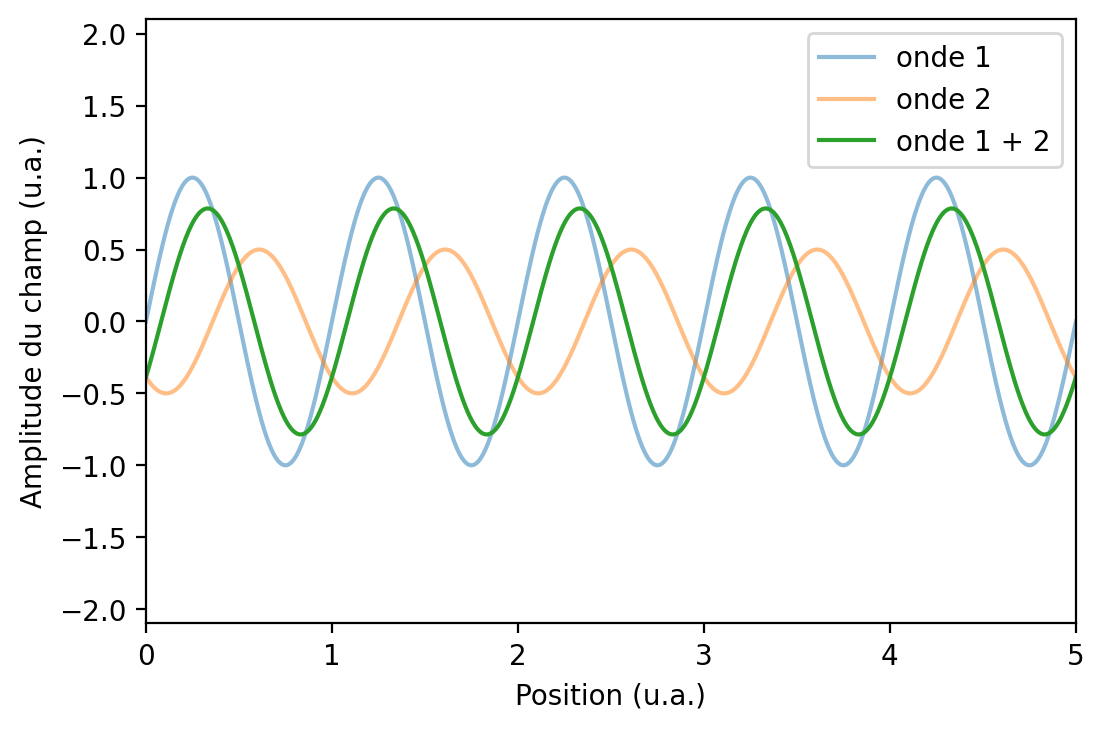 2.0
1.5
1.0
0.5
0.0
−0.5
−1.0
−1.5
−2.0
Amplitude du champ (u.a.)
onde 1
onde 2
onde 1 + 2
0 1 2 3 4 5
Position (u.a.)